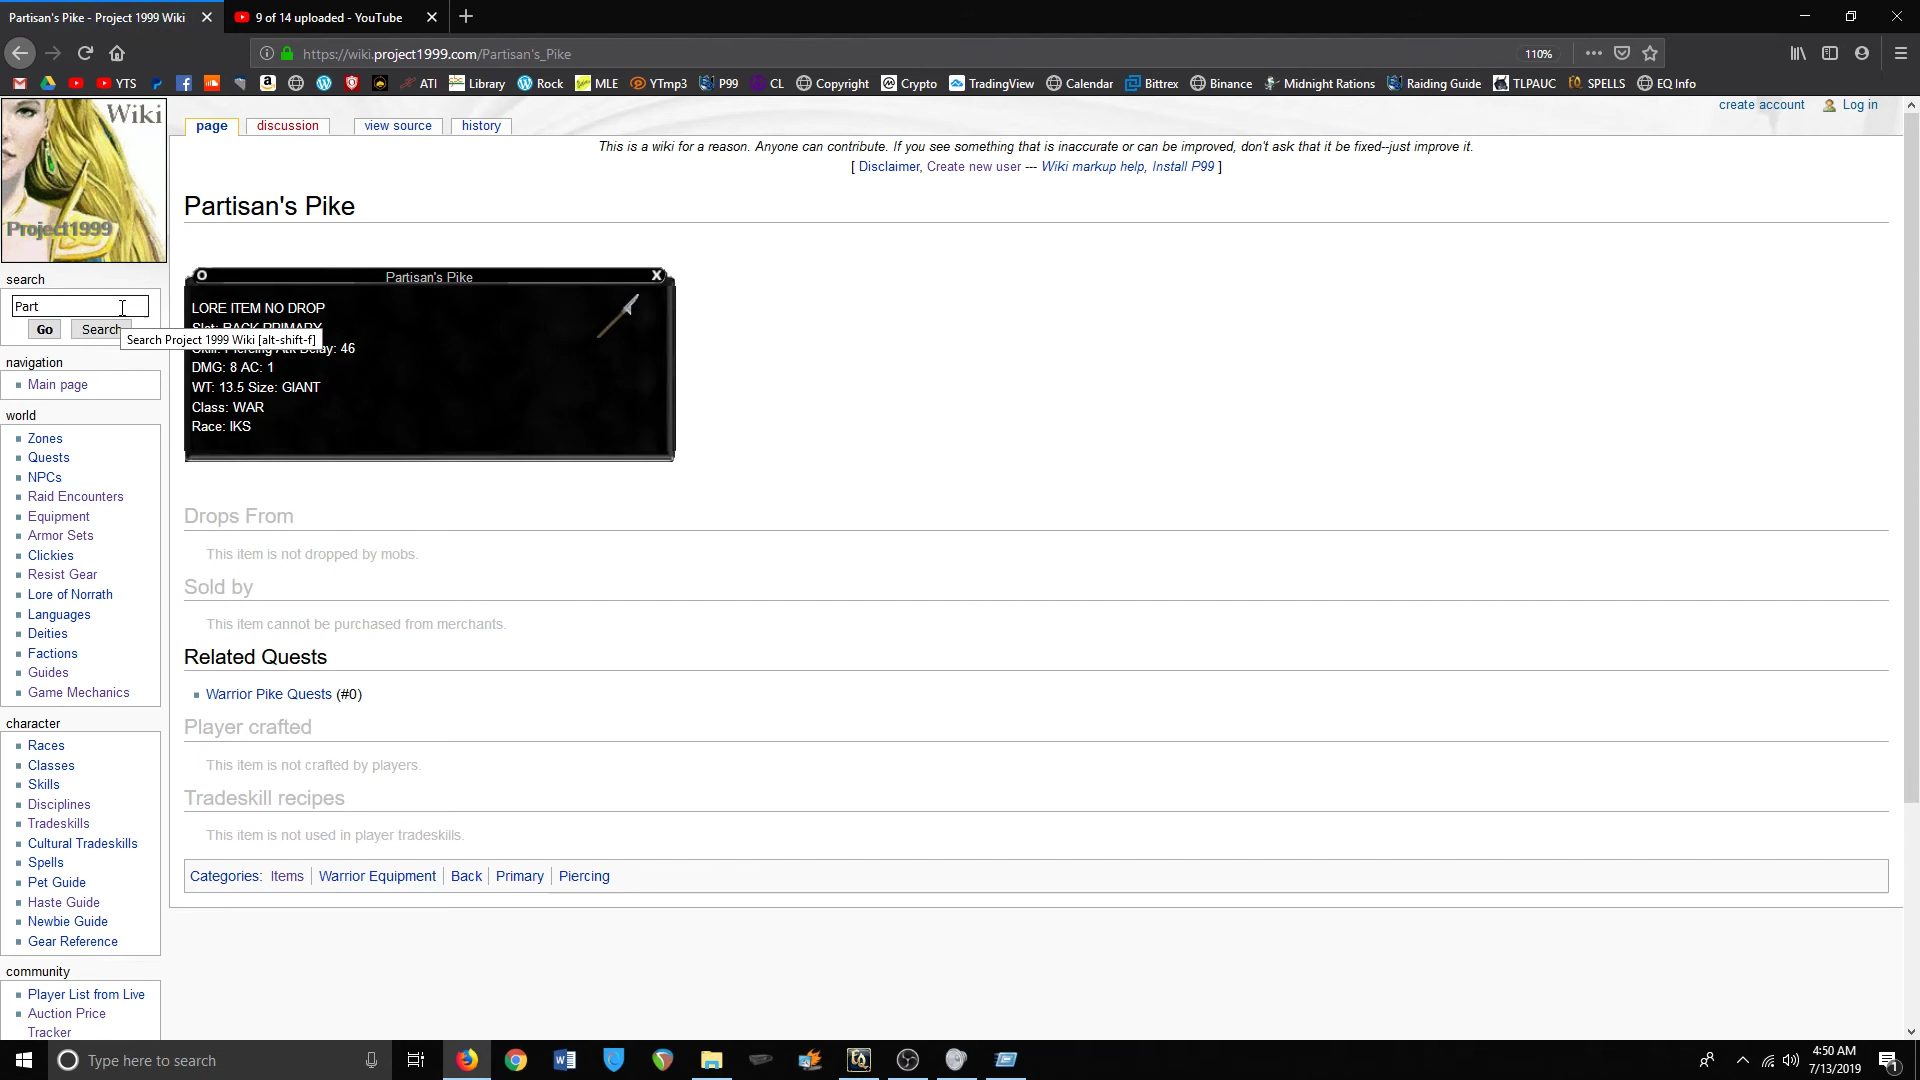 Partisan's Pike - Project 1999 Wiki
9 of 14 uploaded - YouTube
https://wiki.project1999.com/Partisan's_Pike
110%
YTS
ATI
Library
Rock
MLE
YTmp3
P99
CL
Copyright
Crypto
TradingView
Calendar
Bittrex
Binance
Midnight Rations
Raiding Guide
TLPAUC
SPELLS
EQ Info
Wiki
Project1999
create account
Log in
page
discussion
view source
history
This is a wiki for a reason. Anyone can contribute. If you see something that is inaccurate or can be improved, don't ask that it be fixed--just improve it.
[ Disclaimer, Create new user --- Wiki markup help, Install P99 ]
Partisan's Pike
Partisan's Pike
LORE ITEM NO DROP
Slot: BACK PRIMARY
Skill: Piercing Atk Delay: 46
DMG: 8 AC: 1
WT: 13.5 Size: GIANT
Class: WAR
Race: IKS
Drops From
This item is not dropped by mobs.
Sold by
This item cannot be purchased from merchants.
Related Quests
Warrior Pike Quests (#0)
Player crafted
This item is not crafted by players.
Tradeskill recipes
This item is not used in player tradeskills.
Categories: Items | Warrior Equipment | Back | Primary | Piercing
search
Part
Go
Search
Search Project 1999 Wiki [alt-shift-f]
navigation
Main page
world
Zones
Quests
NPCs
Raid Encounters
Equipment
Armor Sets
Clickies
Resist Gear
Lore of Norrath
Languages
Deities
Factions
Guides
Game Mechanics
character
Races
Classes
Skills
Disciplines
Tradeskills
Cultural Tradeskills
Spells
Pet Guide
Haste Guide
Newbie Guide
Gear Reference
community
Player List from Live
Auction Price
Tracker
Type here to search
4:50 AM
7/13/2019
1